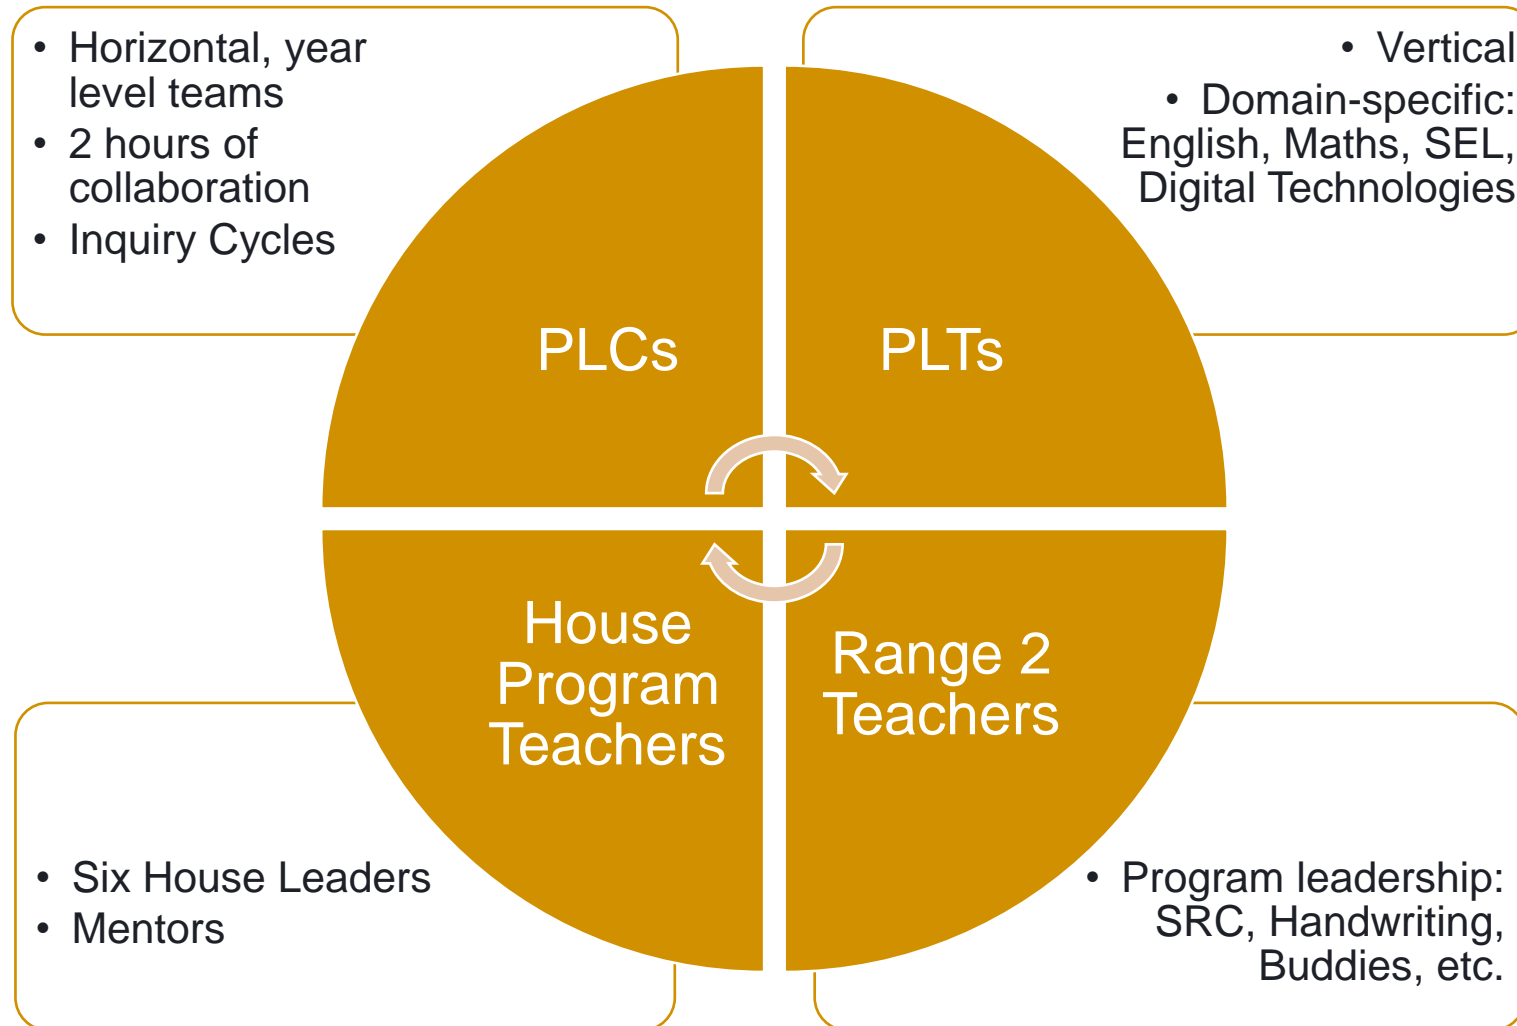 • Horizontal, year
level teams
• 2 hours of
collaboration
• Inquiry Cycles
• Vertical
• Domain-specific:
English, Maths, SEL,
Digital Technologies
PLCs
PLTs
House
Program
Teachers
Range 2
Teachers
• Six House Leaders
• Mentors
• Program leadership:
SRC, Handwriting,
Buddies, etc.